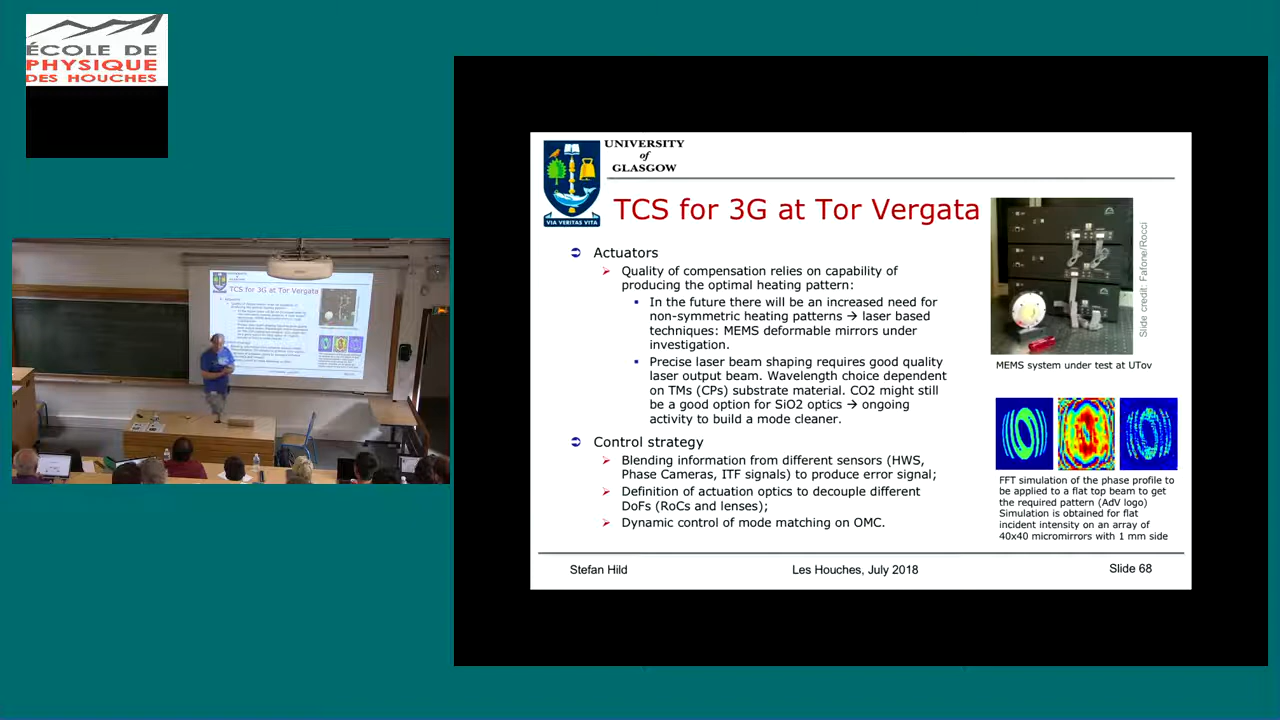 ÉCOLE DE
PHYSIQUE
DES HOUCHES
UNIVERSITY
of
GLASGOW
VIA VERITAS VITA
TCS for 3G at Tor Vergata
Actuators
Quality of compensation relies on capability of
producing the optimal heating pattern:
In the future there will be an increased need for
non-symmetric heating patterns → laser based
techniques: MEMS deformable mirrors under
investigation.
Precise laser beam shaping requires good quality
laser output beam. Wavelength choice dependent
on TMs (CPs) substrate material. CO2 might still
be a good option for SiO2 optics → ongoing
activity to build a mode cleaner.
Control strategy
Blending information from different sensors (HWS,
Phase Cameras, ITF signals) to produce error signal;
Definition of actuation optics to decouple different
DoFs (RoCs and lenses);
Dynamic control of mode matching on OMC.
Slide credit: Fafone/Rocci
MEMS system under test at UTov
FFT simulation of the phase profile to
be applied to a flat top beam to get
the required pattern (AdV logo)
Simulation is obtained for flat
incident intensity on an array of
40x40 micromirrors with 1 mm side
Stefan Hild
Les Houches, July 2018
Slide 68
TCS for 3G at Tor Vergata